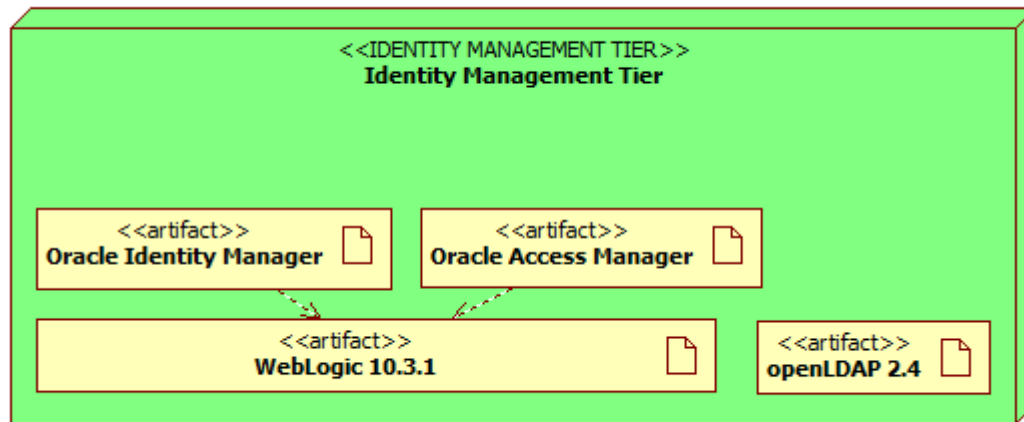 <<IDENTITY MANAGEMENT TIER>>
Identity Management Tier
<<artifact>>
Oracle Identity Manager
<<artifact>>
Oracle Access Manager
<<artifact>>
WebLogic 10.3.1
<<artifact>>
openLDAP 2.4